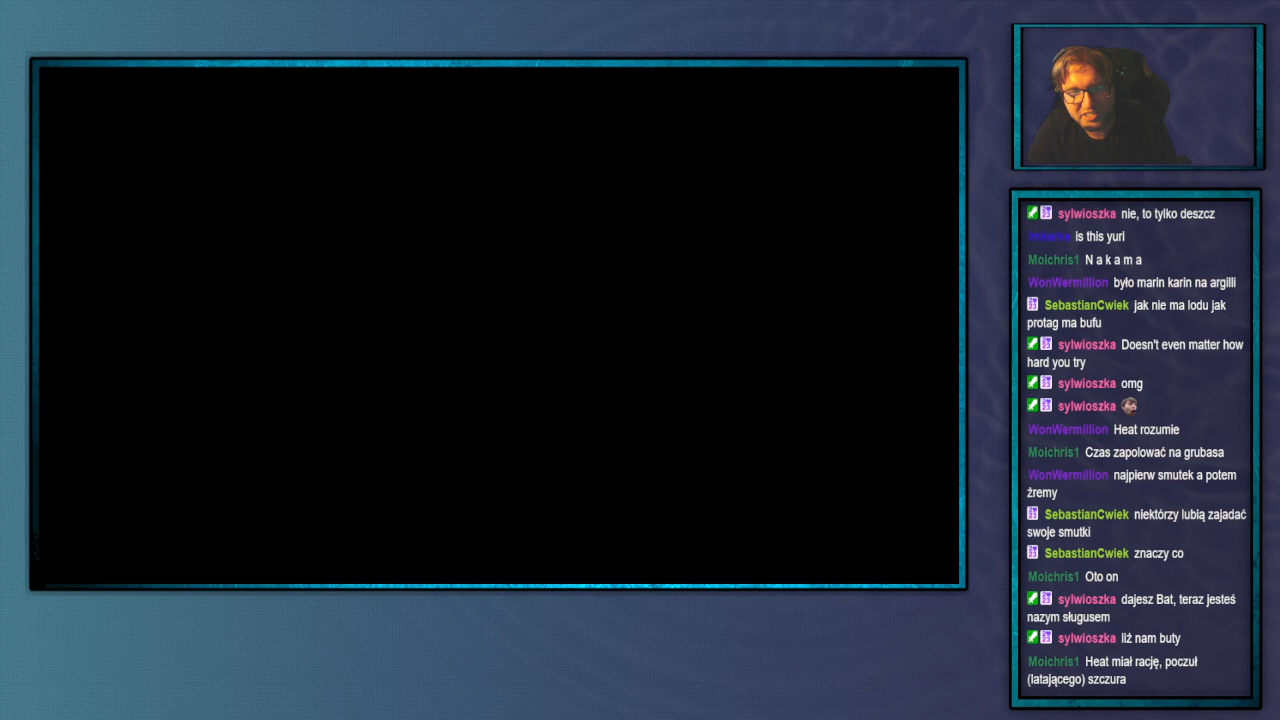 sylwioszka nie, to tylko deszcz
is this yuri
Moichris1 N a k a m a
WonWermillion było marin karin na argilli
SebastianCwiek jak nie ma lodu jak
protag ma bufu
sylwioszka Doesn't even matter how
hard you try
sylwioszka omg
sylwioszka
WonWermillion Heat rozumie
Moichris1 Czas zapolować na grubasa
WonWermillion najpierw smutek a potem
żremy
SebastianCwiek niektórzy lubią zajadać
swoje smutki
SebastianCwiek znaczy co
Moichris1 Oto on
sylwioszka dajesz Bat, teraz jesteś
nazym sługusem
sylwioszka liż nam buty
Moichris1 Heat miał rację, poczuł
(latającego) szczura